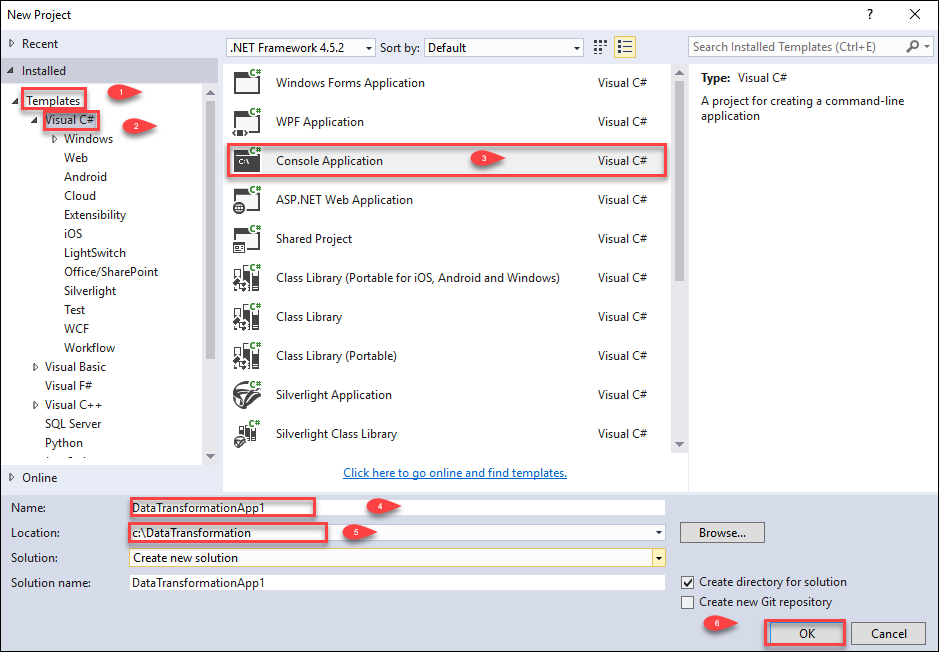 New Project
?
Recent
.NET Framework 4.5.2
Sort by:
Default
Search Installed Templates (Ctrl+E)
Installed
Templates
1
Visual C#
2
Windows
Web
Android
Cloud
Extensibility
iOS
LightSwitch
Office/SharePoint
Silverlight
Test
WCF
Workflow
Visual Basic
Visual F#
Visual C++
SQL Server
Python
Online
C# Windows Forms Application Visual C#
C# WPF Application Visual C#
C# C:\ Console Application 3 Visual C#
C# ASP.NET Web Application Visual C#
C# Shared Project Visual C#
C# Class Library (Portable for iOS, Android and Windows) Visual C#
C# Class Library Visual C#
C# Class Library (Portable) Visual C#
C# Silverlight Application Visual C#
C# Silverlight Class Library Visual C#
Click here to go online and find templates.
Type: Visual C#
A project for creating a command-line
application
Name: DataTransformationApp1 4
Location: c:\DataTransformation 5 Browse...
Solution: Create new solution
Solution name: DataTransformationApp1
Create directory for solution
Create new Git repository
6
OK
Cancel